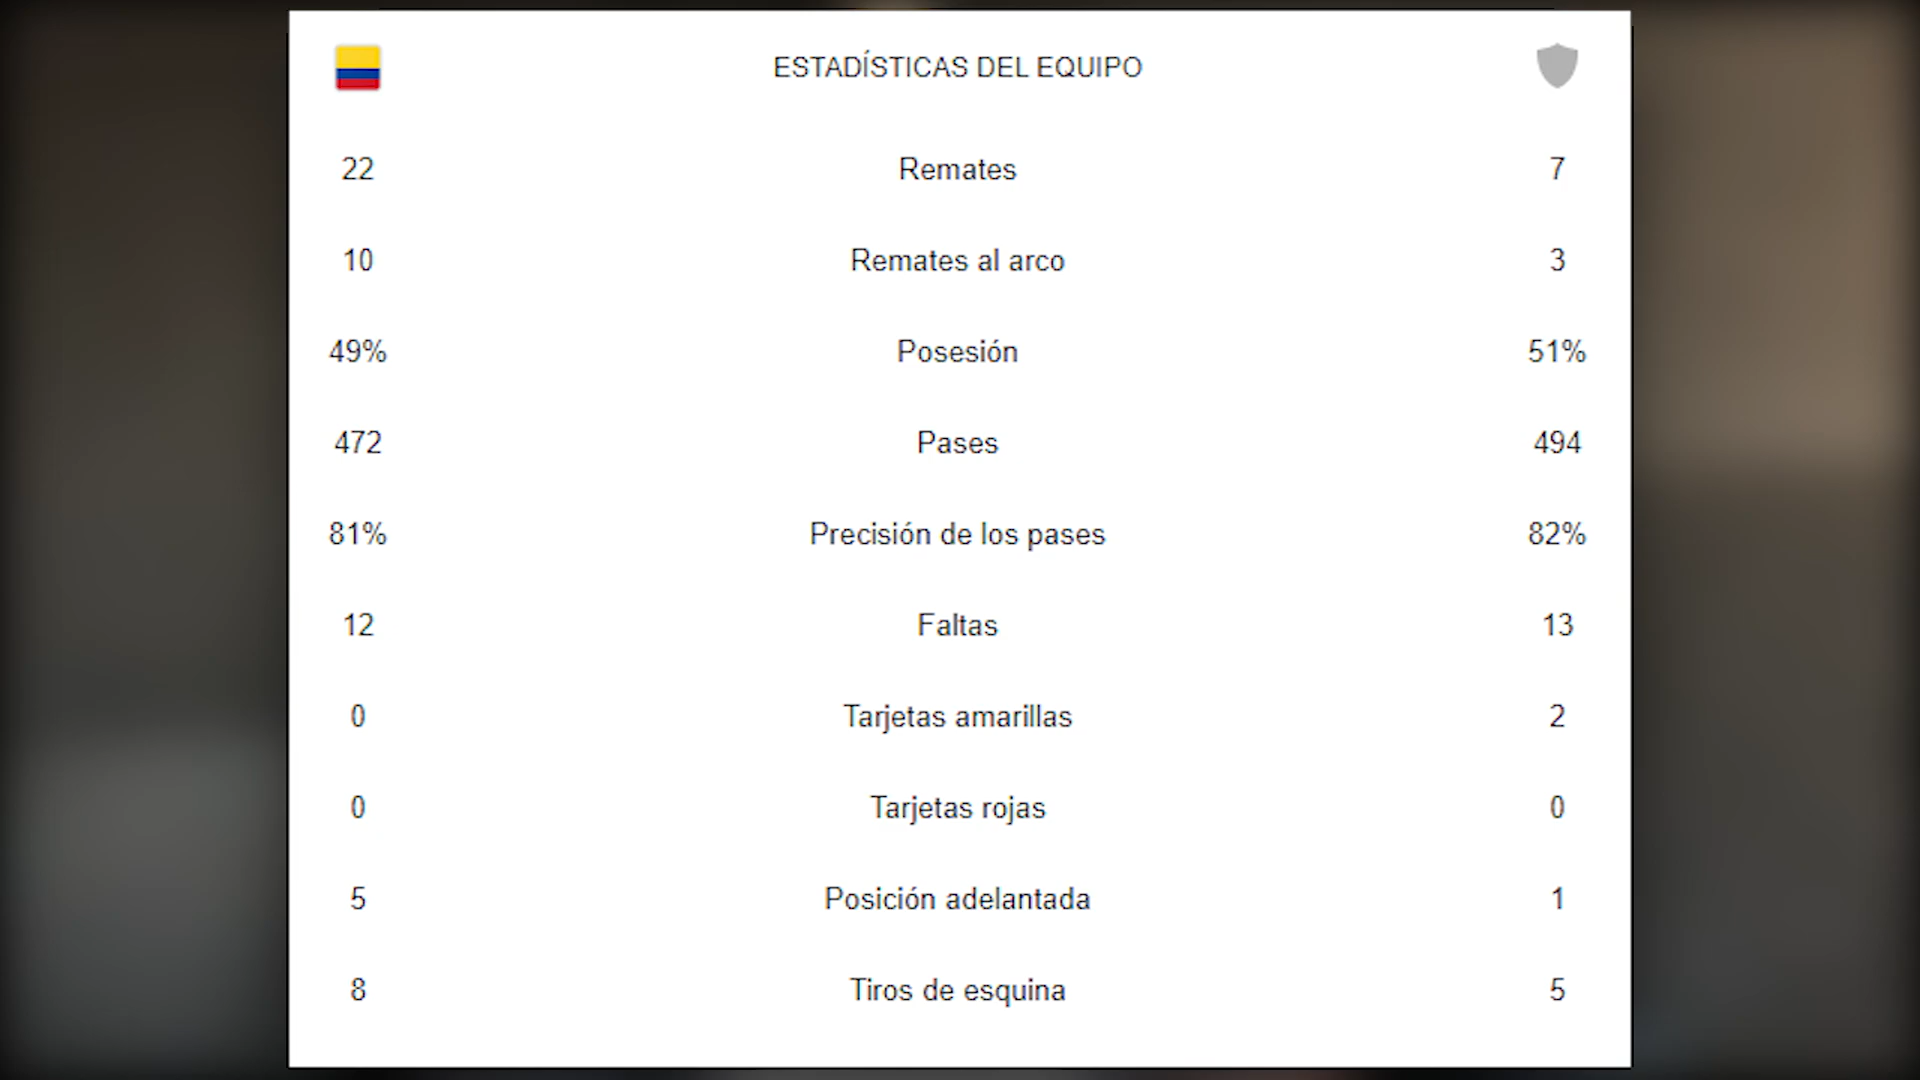 ESTADÍSTICAS DEL EQUIPO
22 Remates 7
10 Remates al arco 3
49% Posesión 51%
472 Pases 494
81% Precisión de los pases 82%
12 Faltas 13
0 Tarjetas amarillas 2
0 Tarjetas rojas 0
5 Posición adelantada 1
8 Tiros de esquina 5